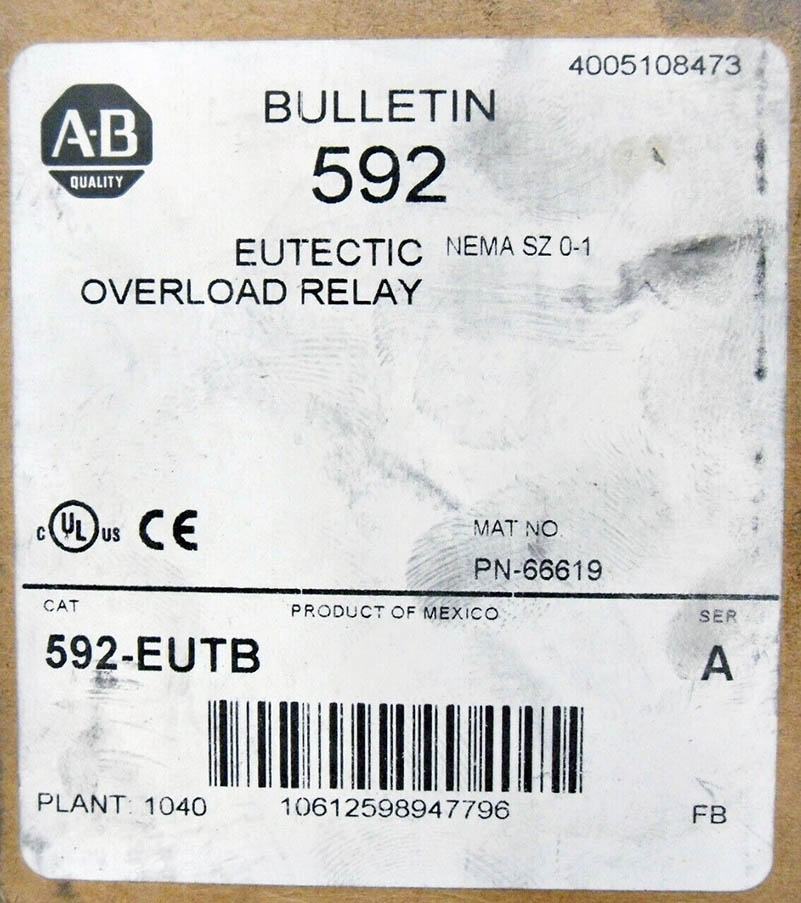 4005108473
A-B
QUALITY
BULLETIN
592
EUTECTIC NEMA SZ 0-1
OVERLOAD RELAY
C UL US CE
MAT NO.
PN-66619
CAT PRODUCT OF MEXICO SER
592-EUTB A
PLANT: 1040 10612598947796 FB